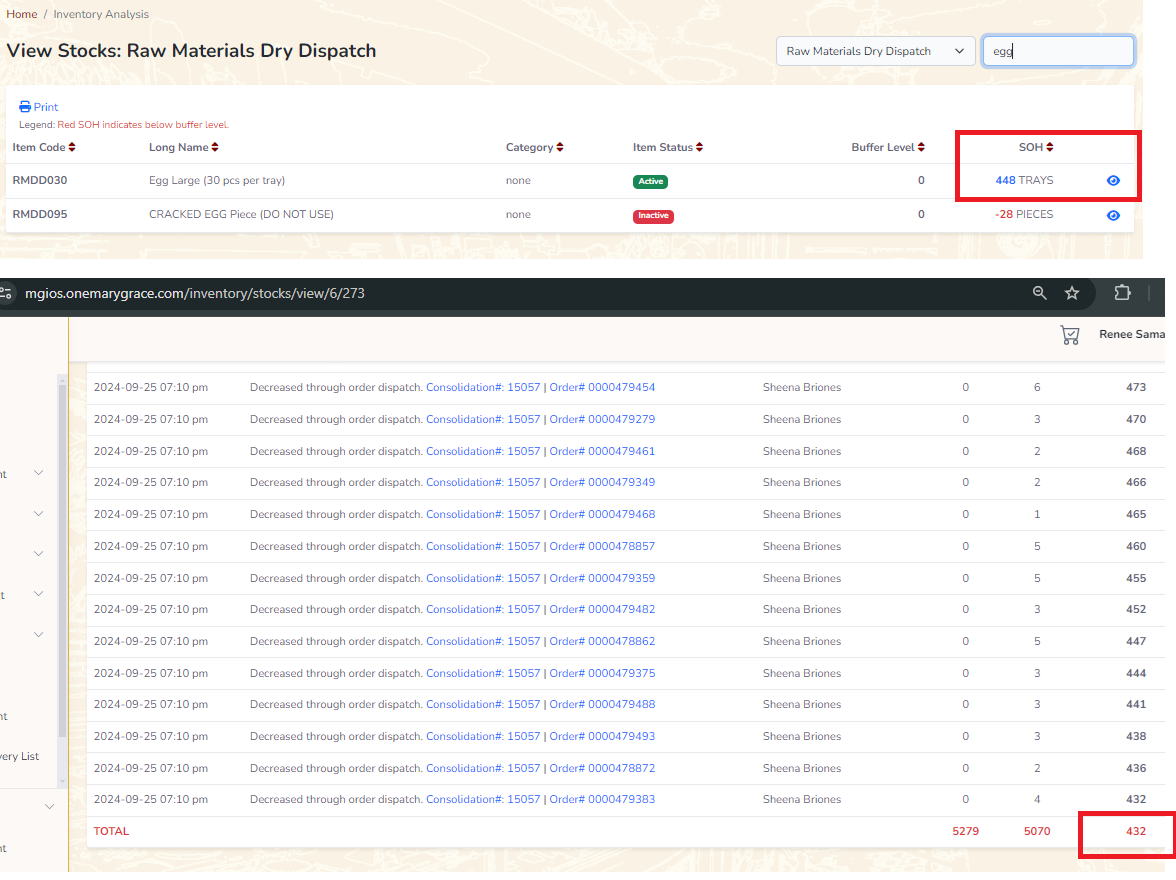 Home / Inventory Analysis
View Stocks: Raw Materials Dry Dispatch
Raw Materials Dry Dispatch
egg
Print
Legend: Red SOH indicates below buffer level.
Item Code Long Name Category Item Status Buffer Level SOH
RMDD030 Egg Large (30 pcs per tray) none Active 0 448 TRAYS
RMDD095 CRACKED EGG Piece (DO NOT USE) none Inactive 0 -28 PIECES
mgios.onemarygrace.com/inventory/stocks/view/6/273
Renee Sama
2024-09-25 07:10 pm Decreased through order dispatch. Consolidation#: 15057 | Order# 0000479454 Sheena Briones 0 6 473
2024-09-25 07:10 pm Decreased through order dispatch. Consolidation#: 15057 | Order# 0000479279 Sheena Briones 0 3 470
nt 2024-09-25 07:10 pm Decreased through order dispatch. Consolidation#: 15057 | Order# 0000479461 Sheena Briones 0 2 468
2024-09-25 07:10 pm Decreased through order dispatch. Consolidation#: 15057 | Order# 0000479349 Sheena Briones 0 2 466
2024-09-25 07:10 pm Decreased through order dispatch. Consolidation#: 15057 | Order# 0000479468 Sheena Briones 0 1 465
2024-09-25 07:10 pm Decreased through order dispatch. Consolidation#: 15057 | Order# 0000478857 Sheena Briones 0 5 460
t 2024-09-25 07:10 pm Decreased through order dispatch. Consolidation#: 15057 | Order# 0000479359 Sheena Briones 0 5 455
2024-09-25 07:10 pm Decreased through order dispatch. Consolidation#: 15057 | Order# 0000479482 Sheena Briones 0 3 452
2024-09-25 07:10 pm Decreased through order dispatch. Consolidation#: 15057 | Order# 0000478862 Sheena Briones 0 5 447
2024-09-25 07:10 pm Decreased through order dispatch. Consolidation#: 15057 | Order# 0000479375 Sheena Briones 0 3 444
nt 2024-09-25 07:10 pm Decreased through order dispatch. Consolidation#: 15057 | Order# 0000479488 Sheena Briones 0 3 441
very List 2024-09-25 07:10 pm Decreased through order dispatch. Consolidation#: 15057 | Order# 0000479493 Sheena Briones 0 3 438
2024-09-25 07:10 pm Decreased through order dispatch. Consolidation#: 15057 | Order# 0000478872 Sheena Briones 0 2 436
2024-09-25 07:10 pm Decreased through order dispatch. Consolidation#: 15057 | Order# 0000479383 Sheena Briones 0 4 432
TOTAL 5279 5070 432
nt